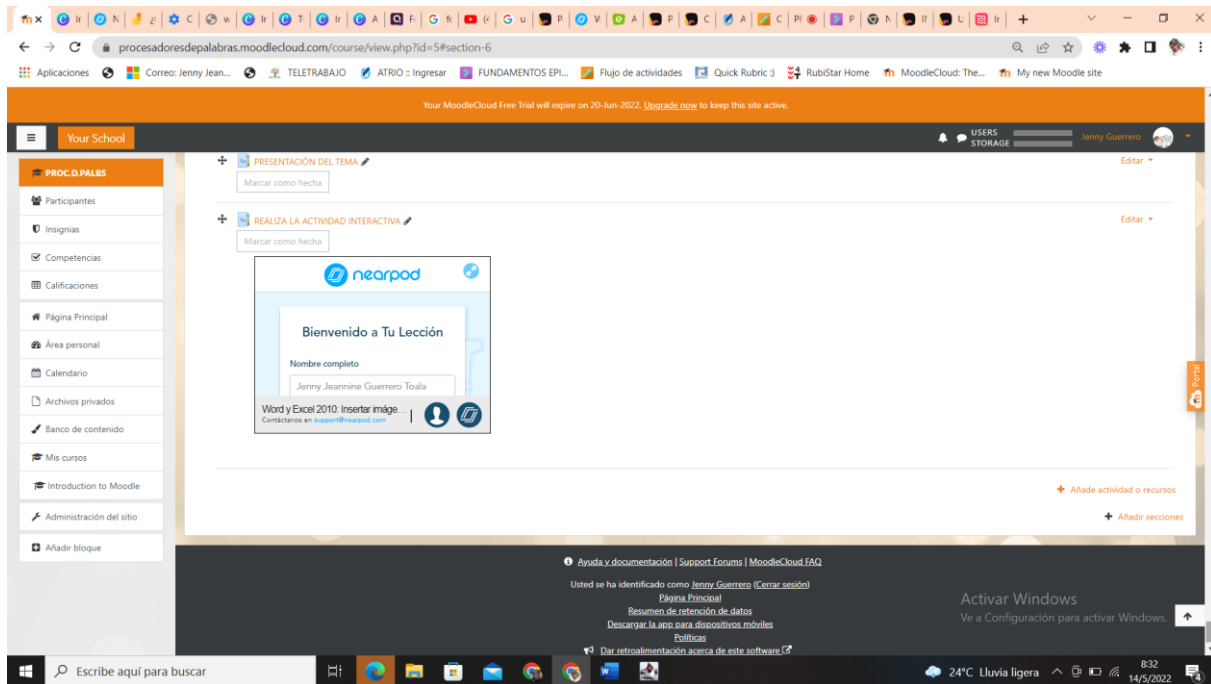 procesadoresdepalabras.moodlecloud.com/course/view.php?id=5#section-6
Aplicaciones Correo: Jenny Jean... TELETRABAJO ATRIO :: Ingresar FUNDAMENTOS EPI... Flujo de actividades Quick Rubric :) RubiStar Home MoodleCloud: The... My new Moodle site
Your MoodleCloud Free Trial will expire on 20-Jun-2022. Upgrade now to keep this site active.
Your School
USERS
STORAGE
Jenny Guerrero
PROC.D.PALBS
Participantes
Insignias
Competencias
Calificaciones
Página Principal
Área personal
Calendario
Archivos privados
Banco de contenido
Mis cursos
Introduction to Moodle
Administración del sitio
Añadir bloque
PRESENTACIÓN DEL TEMA
Editar
Marcar como hecha
REALIZA LA ACTIVIDAD INTERACTIVA
Editar
Marcar como hecha
nearpod
Bienvenido a Tu Lección
Nombre completo
Jenny Jeannine Guerrero Toala
Word y Excel 2010: Insertar imáge...
Contáctanos en support@nearpod.com
Portal
Añade actividad o recursos
Añadir secciones
Ayuda y documentación | Support Forums | MoodleCloud FAQ
Usted se ha identificado como Jenny Guerrero (Cerrar sesión)
Página Principal
Resumen de retención de datos
Descargar la app para dispositivos móviles
Políticas
Dar retroalimentación acerca de este software
Activar Windows
Ve a Configuración para activar Windows.
Escribe aquí para buscar
24°C Lluvia ligera
8:32
14/5/2022